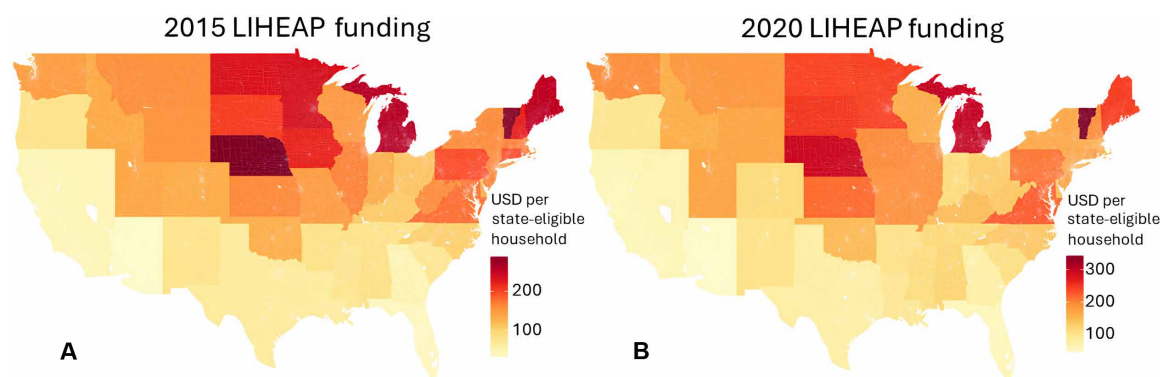 2015 LIHEAP funding
USD per
state-eligible
household
200
100
A
2020 LIHEAP funding
USD per
state-eligible
household
300
200
100
B